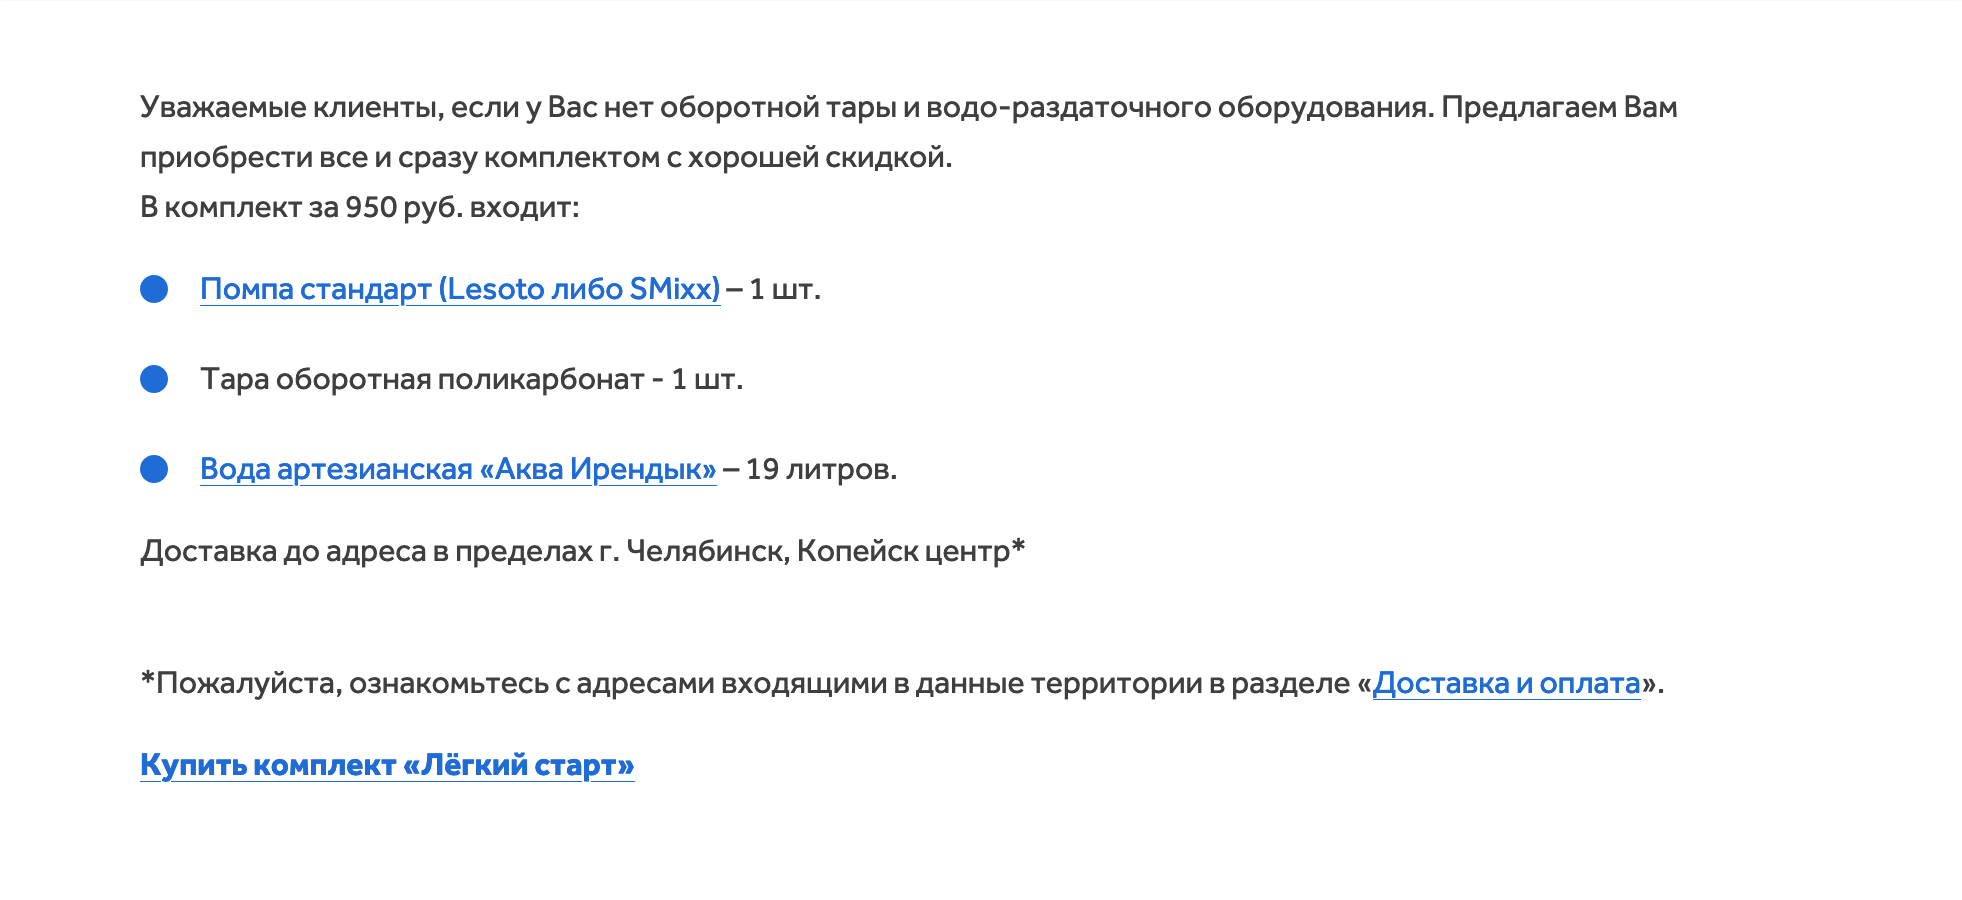 Уважаемые клиенты, если у Вас нет оборотной тары и водо-раздаточного оборудования. Предлагаем Вам
приобрести все и сразу комплектом с хорошей скидкой.
В комплект за 950 руб. входит:
Помпа стандарт (Lesoto либо SMixx) – 1 шт.
Тара оборотная поликарбонат - 1 шт.
Вода артезианская «Аква Ирендык» – 19 литров.
Доставка до адреса в пределах г. Челябинск, Копейск центр*
*Пожалуйста, ознакомьтесь с адресами входящими в данные территории в разделе «Доставка и оплата».
Купить комплект «Лёгкий старт»